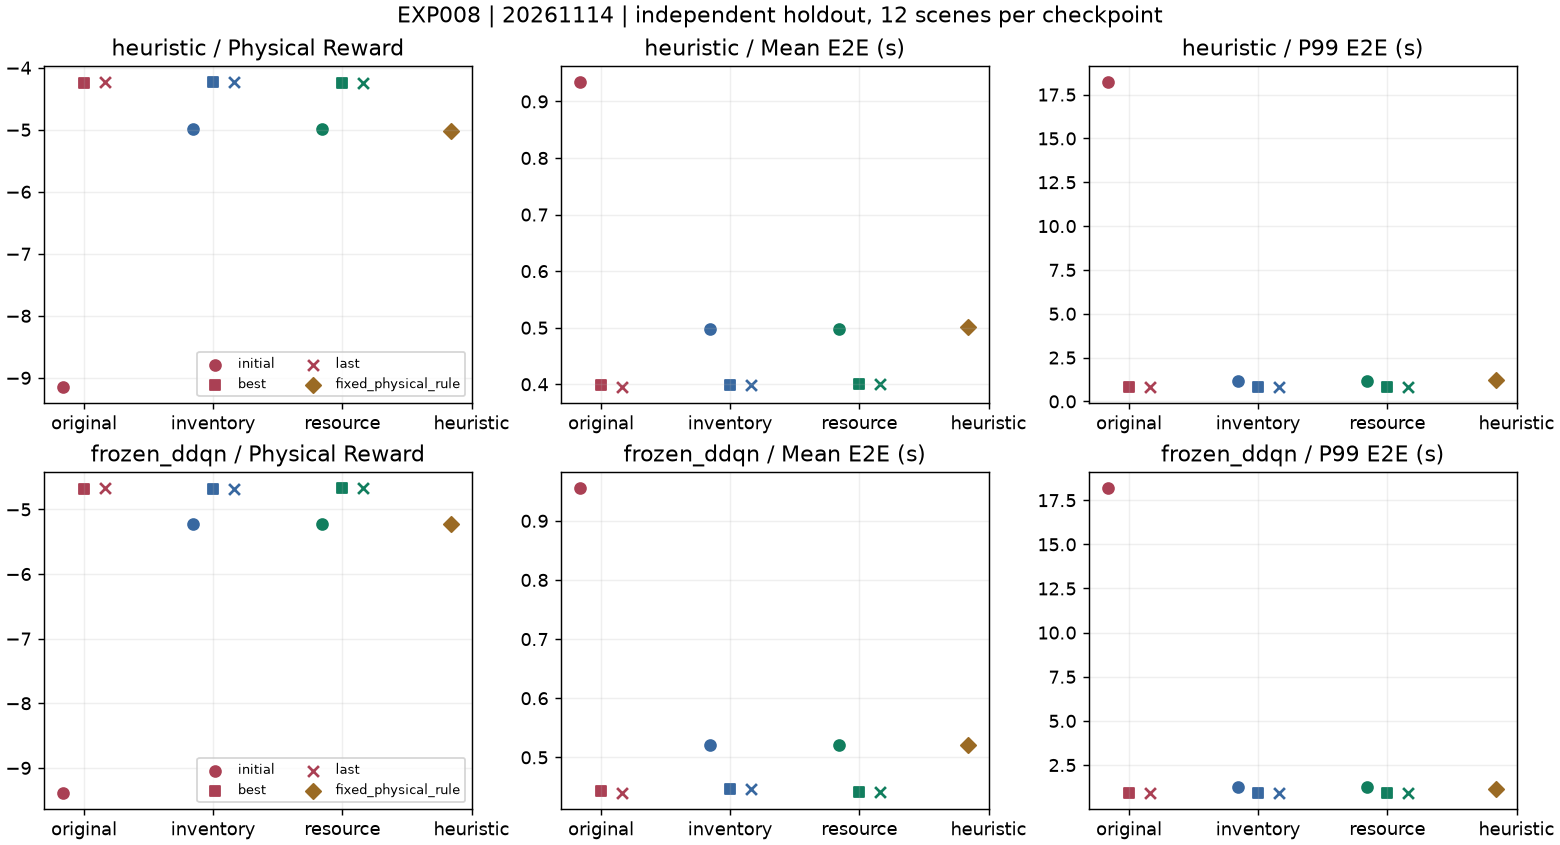 EXP008 | 20261114 | independent holdout, 12 scenes per checkpoint
heuristic / Physical Reward
−4
−5
−6
−7
−8
−9
initial
last
best
fixed_physical_rule
original
inventory
resource
heuristic
heuristic / Mean E2E (s)
0.9
0.8
0.7
0.6
0.5
0.4
original
inventory
resource
heuristic
heuristic / P99 E2E (s)
17.5
15.0
12.5
10.0
7.5
5.0
2.5
0.0
original
inventory
resource
heuristic
frozen_ddqn / Physical Reward
−5
−6
−7
−8
−9
initial
last
best
fixed_physical_rule
original
inventory
resource
heuristic
frozen_ddqn / Mean E2E (s)
0.9
0.8
0.7
0.6
0.5
original
inventory
resource
heuristic
frozen_ddqn / P99 E2E (s)
17.5
15.0
12.5
10.0
7.5
5.0
2.5
original
inventory
resource
heuristic